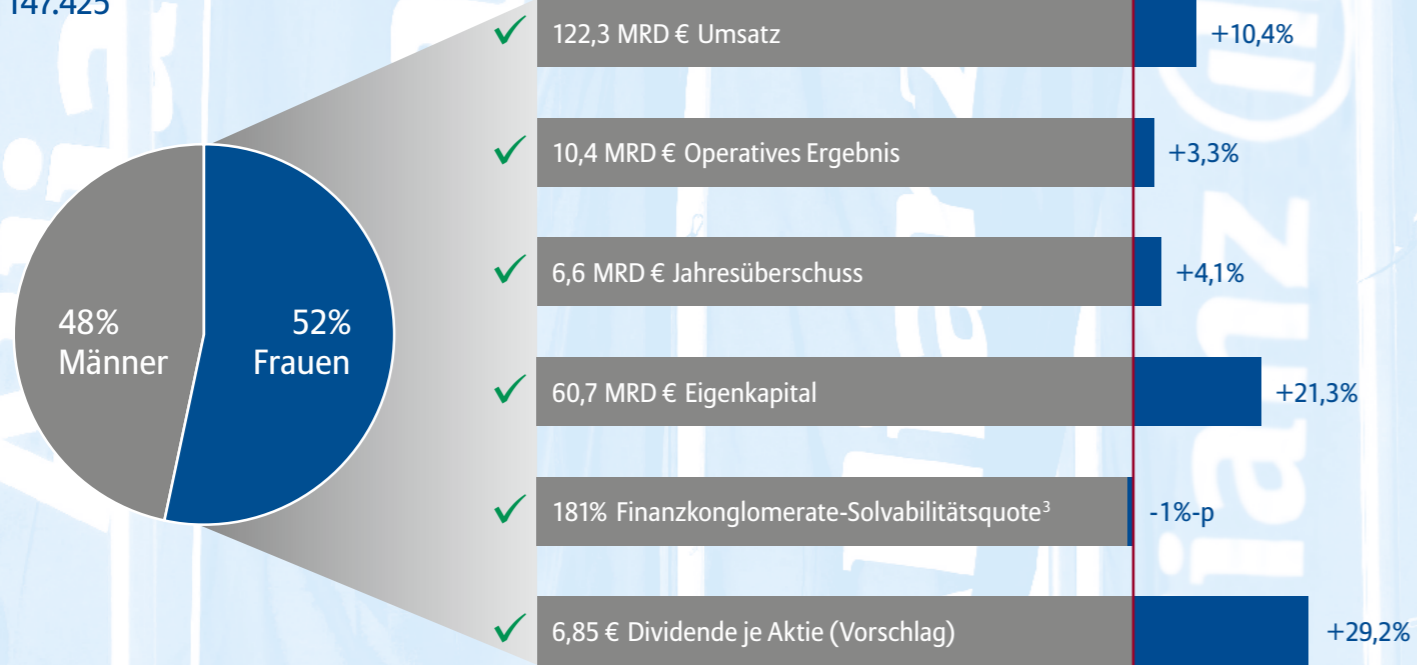 147.425
122,3 MRD € Umsatz
+10,4%
10,4 MRD € Operatives Ergebnis
+3,3%
6,6 MRD € Jahresüberschuss
+4,1%
48%
Männer
52%
Frauen
60,7 MRD € Eigenkapital
+21,3%
181% Finanzkonglomerate-Solvabilitätsquote³
-1%-p
6,85 € Dividende je Aktie (Vorschlag)
+29,2%
ianz